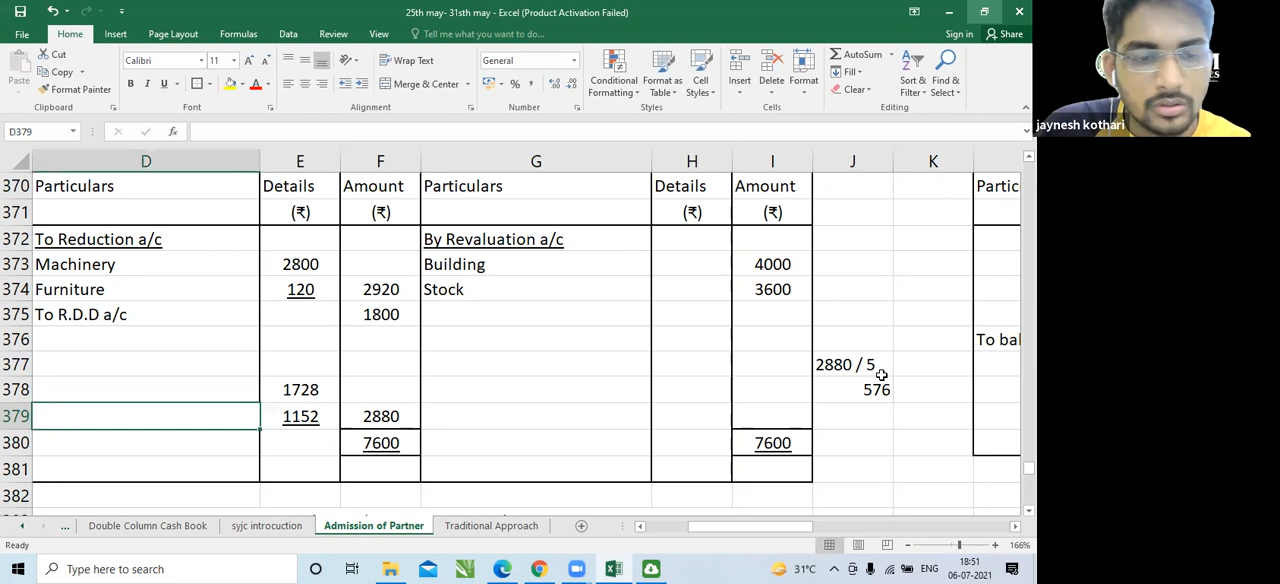 25th may- 31sth may - Excel (Product Activation Failed)
File Home Insert Page Layout Formulas Data Review View Tell me what you want to do... Sign in Share
Paste Cut Copy Format Painter Clipboard
Calibri 11 B I U A Font
Wrap Text Merge & Center Alignment
General % , Number
Conditional Formatting Format as Table Cell Styles Styles
Insert Delete Format Cells
AutoSum Fill Clear Sort & Filter Find & Select Editing
jaynesh kothari
D379 fx
D E F G H I J K
370 Particulars Details Amount Particulars Details Amount Partic
371 (₹) (₹) (₹) (₹)
372 To Reduction a/c By Revaluation a/c
373 Machinery 2800 Building 4000
374 Furniture 120 2920 Stock 3600
375 To R.D.D a/c 1800
376 To bal
377 2880 / 5
378 1728 576
379 1152 2880
380 7600 7600
381
382
... Double Column Cash Book syjc introcuction Admission of Partner Traditional Approach
Ready 166%
Type here to search 31°C ENG 18:51
06-07-2021